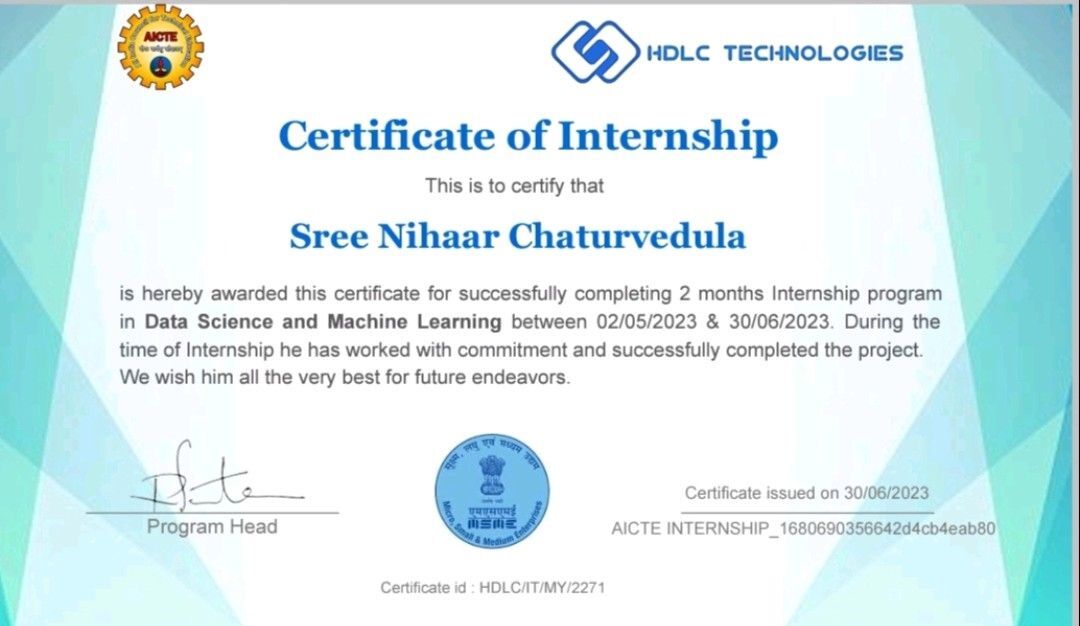 AICTE
HDLC TECHNOLOGIES
Certificate of Internship
This is to certify that
Sree Nihaar Chaturvedula
is hereby awarded this certificate for successfully completing 2 months Internship program
in Data Science and Machine Learning between 02/05/2023 & 30/06/2023. During the
time of Internship he has worked with commitment and successfully completed the project.
We wish him all the very best for future endeavors.
सूक्ष्म, लघु एवं मध्यम उद्यम
एमएसएमई
MSME
Micro, Small & Medium Enterprises
Program Head
Certificate issued on 30/06/2023
AICTE INTERNSHIP_1680690356642d4cb4eab80
Certificate id : HDLC/IT/MY/2271